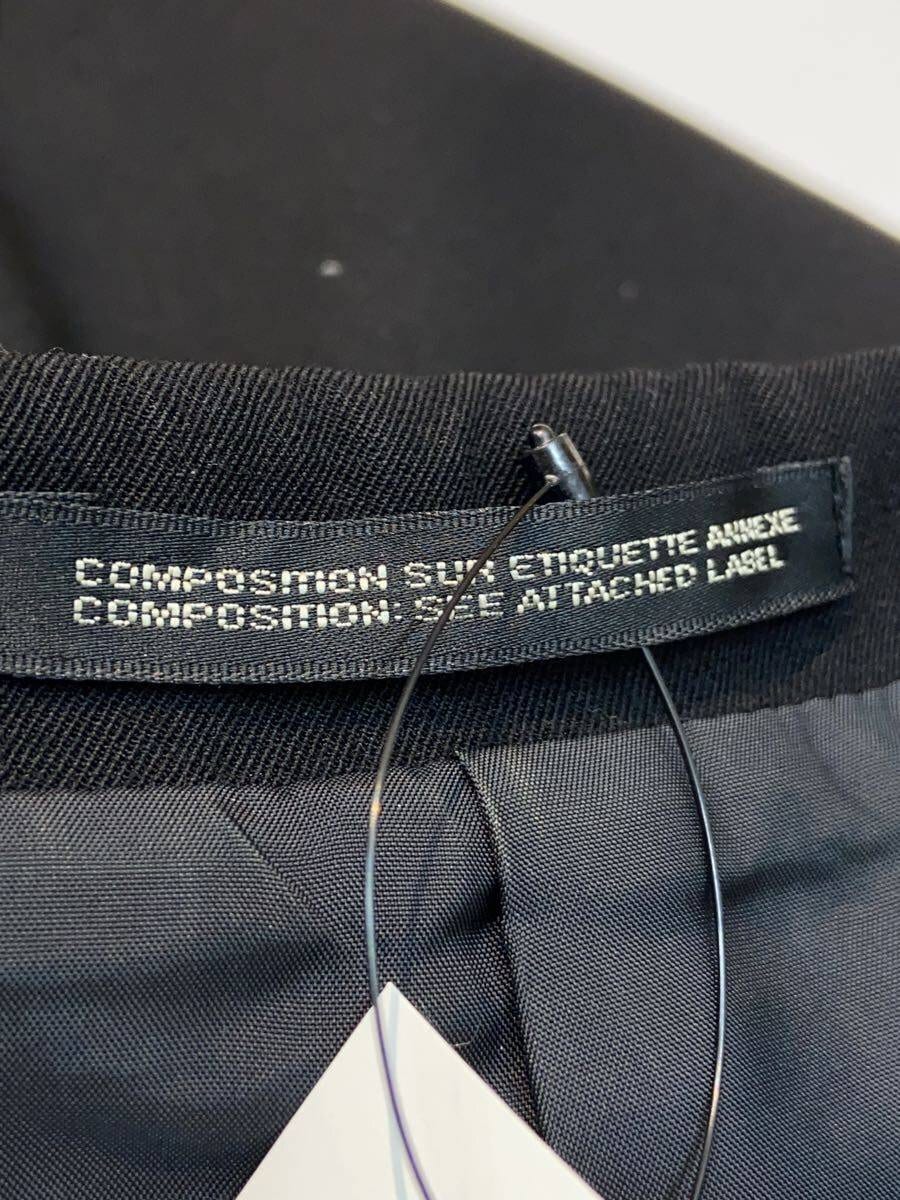 COMPOSITION SUR ETIQUETTE ANNEXE
COMPOSITION: SEE ATTACHED LABEL